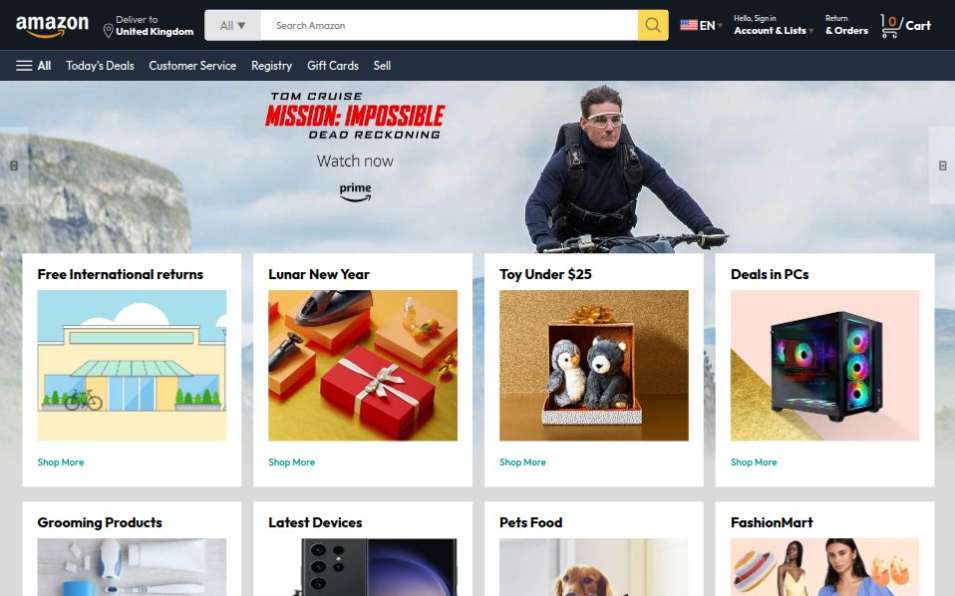 amazon
Deliver to
United Kingdom
All ▼
Search Amazon
EN
Hello, Sign in
Account & Lists
Return
& Orders
0
Cart
All
Today's Deals
Customer Service
Registry
Gift Cards
Sell
TOM CRUISE
MISSION: IMPOSSIBLE
DEAD RECKONING
Watch now
prime
Free International returns
Lunar New Year
Toy Under $25
Deals in PCs
Shop More
Shop More
Shop More
Shop More
Grooming Products
Latest Devices
Pets Food
FashionMart